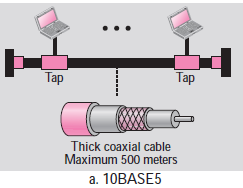 Tap Tap
Thick coaxial cable
Maximum 500 meters
a. 10BASE5